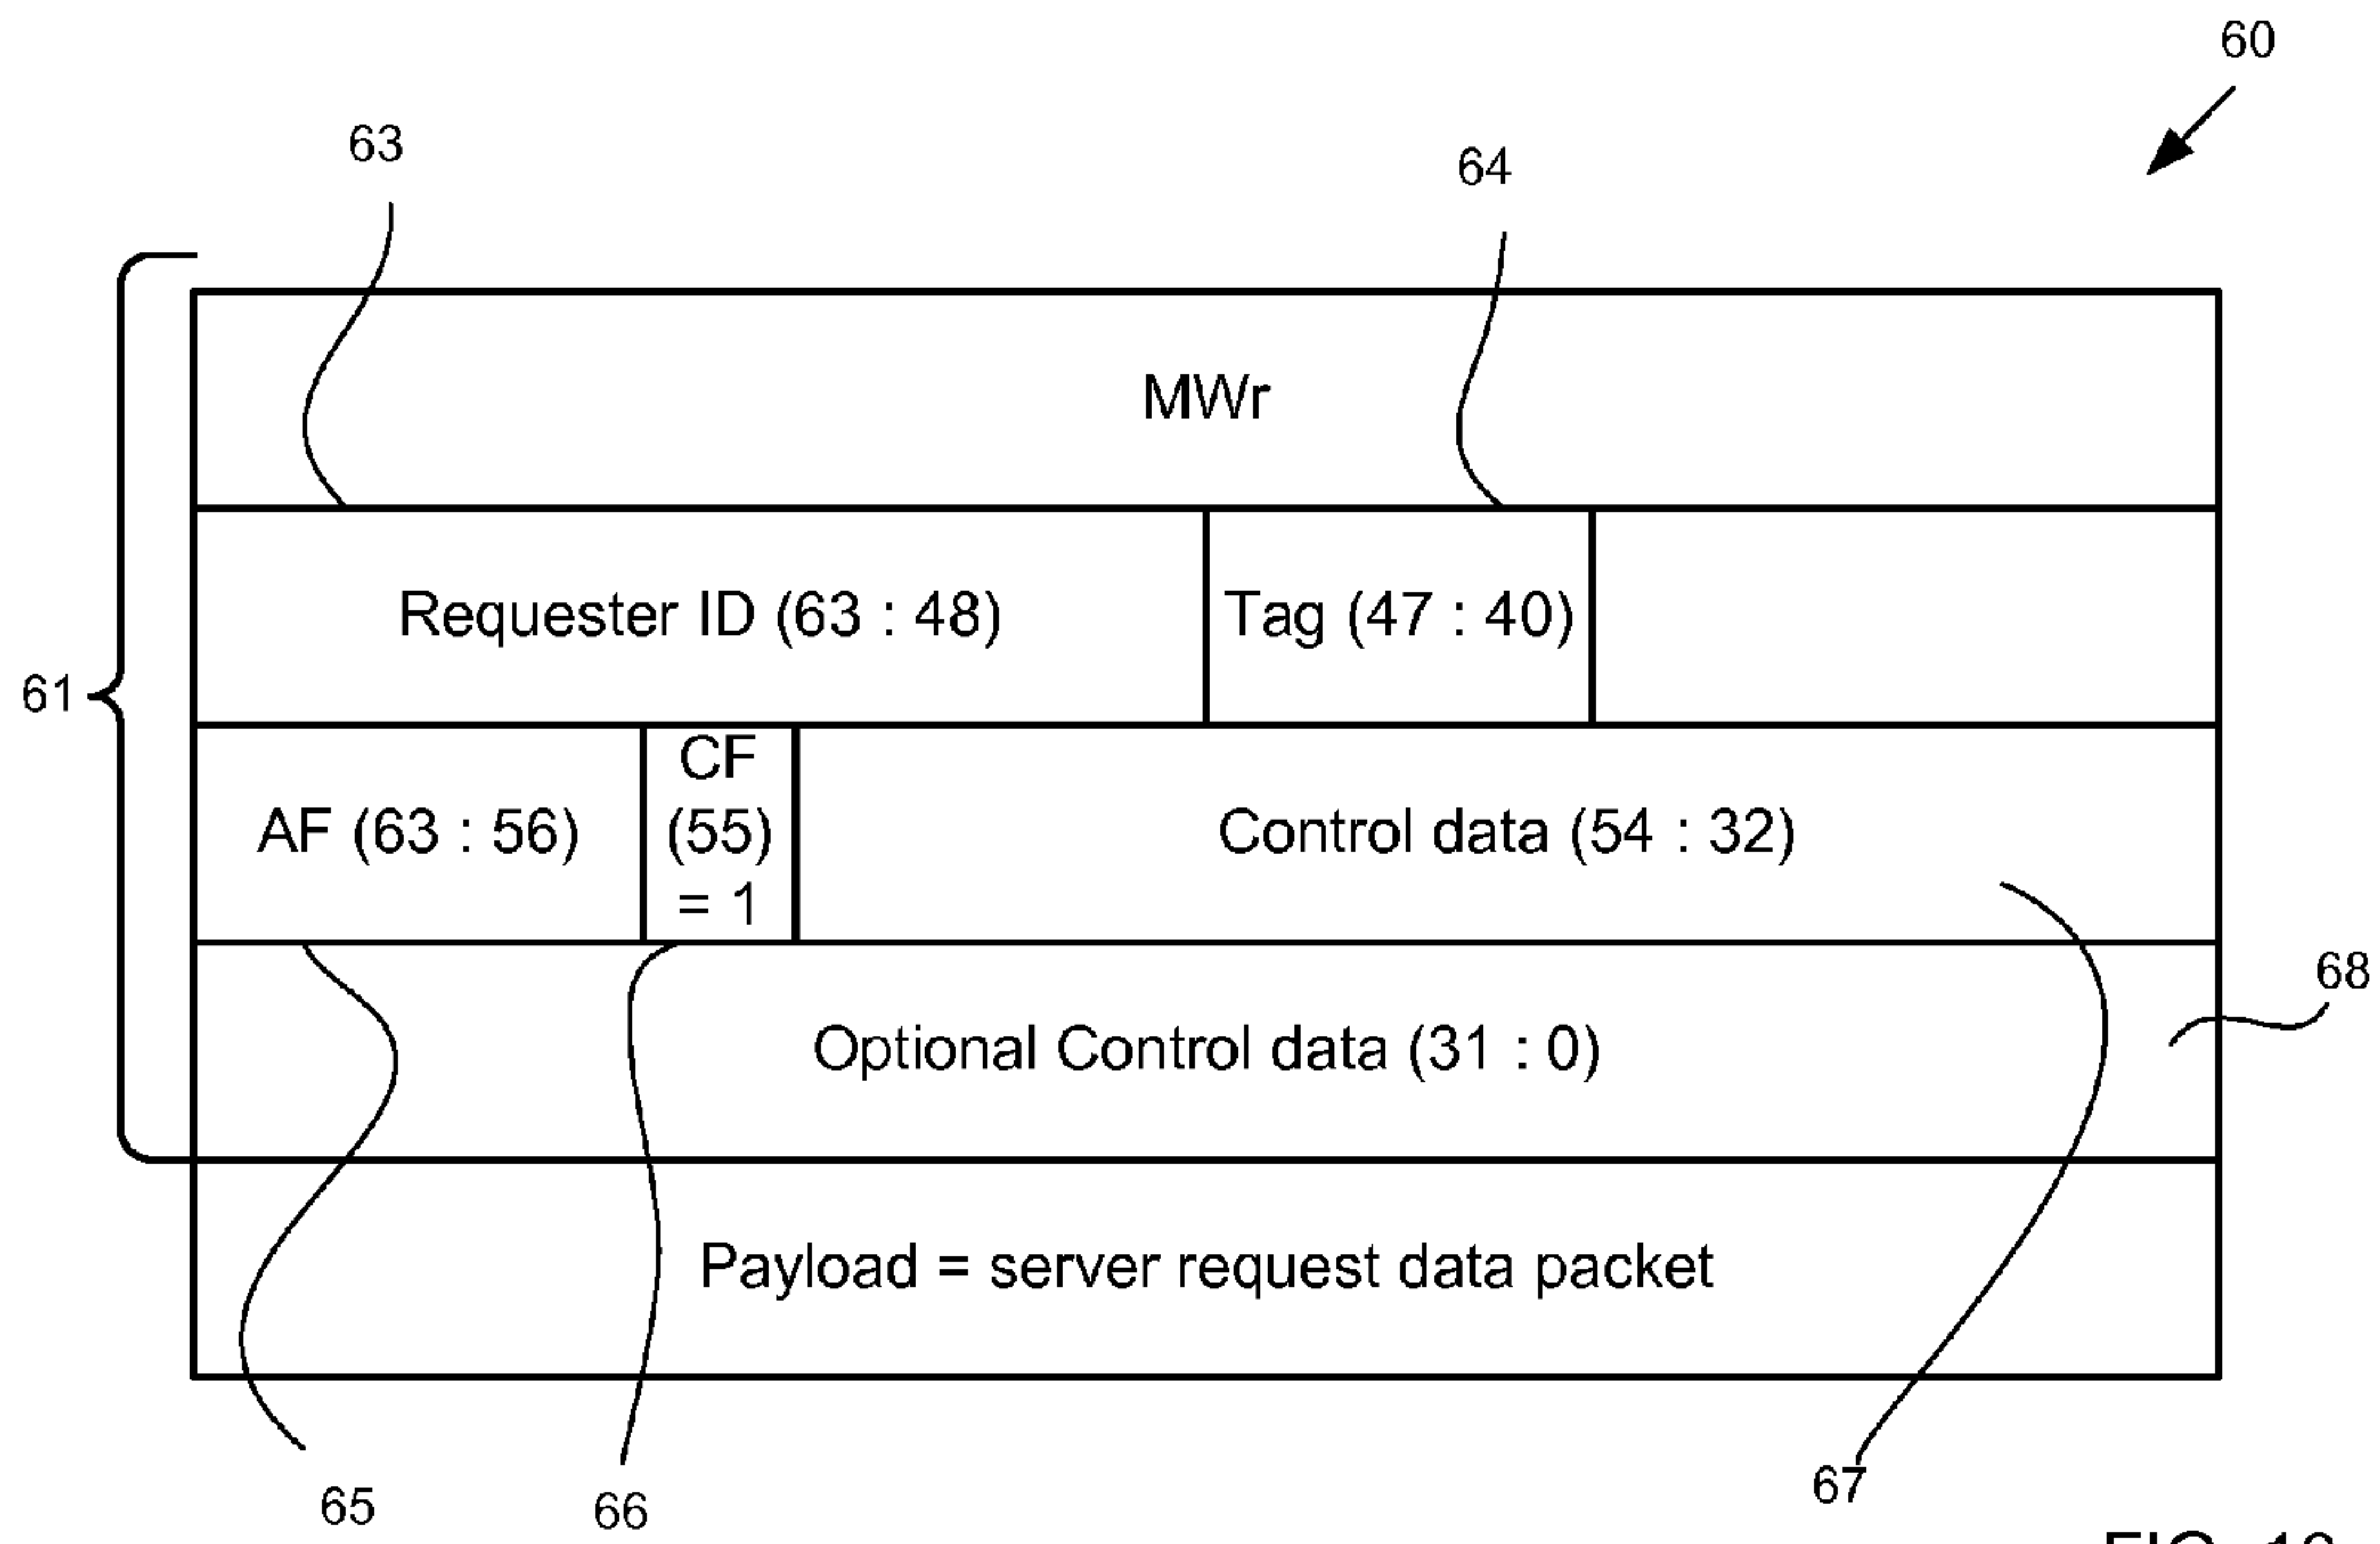 60
63
64
MWr
Requester ID (63 : 48)
Tag (47 : 40)
61
AF (63 : 56)
CF
(55)
= 1
Control data (54 : 32)
68
Optional Control data (31 : 0)
Payload = server request data packet
65
66
67